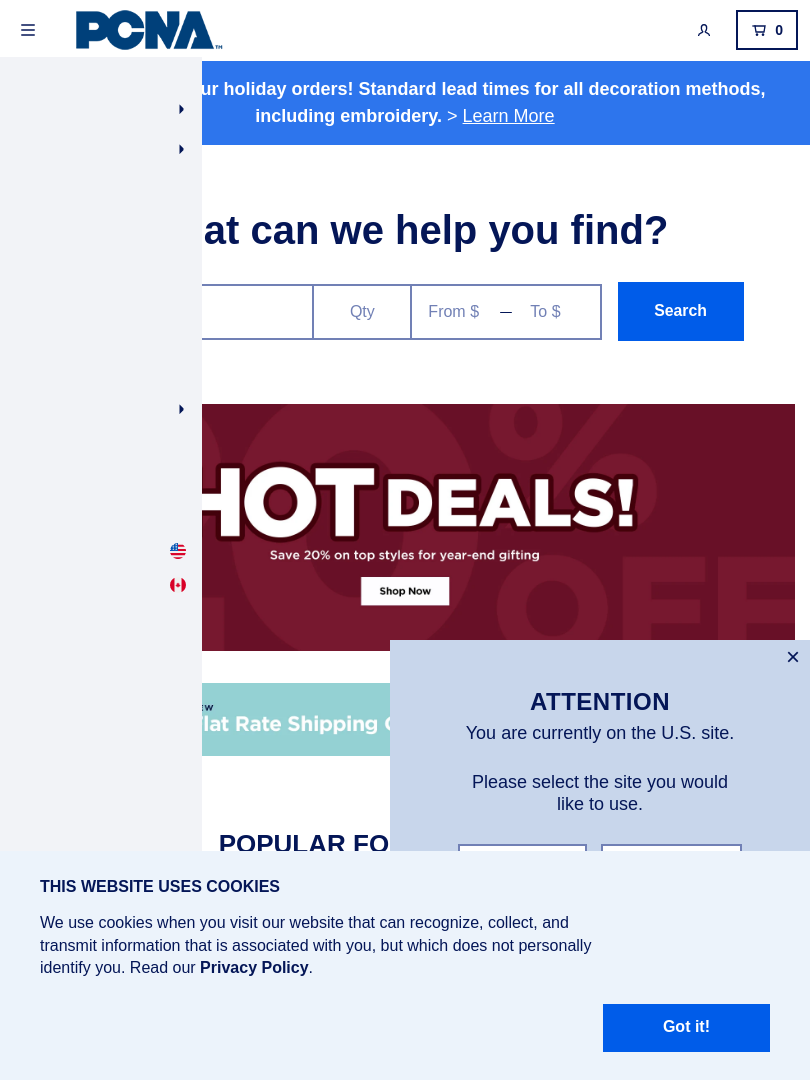 PCNA™
0
ur holiday orders! Standard lead times for all decoration methods,
including embroidery. > Learn More
at can we help you find?
Qty
From $ — To $
Search
HOT DEALS!
Save 20% on top styles for year-end gifting
Shop Now
% OFF
Flat Rate Shipping
ATTENTION
You are currently on the U.S. site.
Please select the site you would
like to use.
POPULAR FO
THIS WEBSITE USES COOKIES
We use cookies when you visit our website that can recognize, collect, and
transmit information that is associated with you, but which does not personally
identify you. Read our Privacy Policy.
Got it!